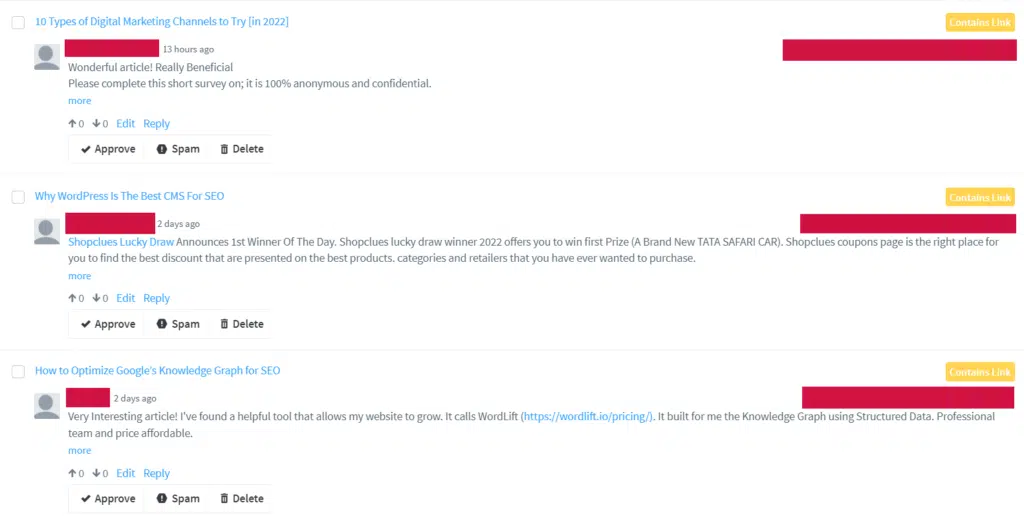 10 Types of Digital Marketing Channels to Try [in 2022]
Contains Link
13 hours ago
Wonderful article! Really Beneficial
Please complete this short survey on; it is 100% anonymous and confidential.
more
0 0 Edit Reply
Approve Spam Delete
Why WordPress Is The Best CMS For SEO
Contains Link
2 days ago
Shopclues Lucky Draw Announces 1st Winner Of The Day. Shopclues lucky draw winner 2022 offers you to win first Prize (A Brand New TATA SAFARI CAR). Shopclues coupons page is the right place for
you to find the best discount that are presented on the best products. categories and retailers that you have ever wanted to purchase.
more
0 0 Edit Reply
Approve Spam Delete
How to Optimize Google's Knowledge Graph for SEO
Contains Link
2 days ago
Very Interesting article! I've found a helpful tool that allows my website to grow. It calls WordLift (https://wordlift.io/pricing/). It built for me the Knowledge Graph using Structured Data. Professional
team and price affordable.
more
0 0 Edit Reply
Approve Spam Delete